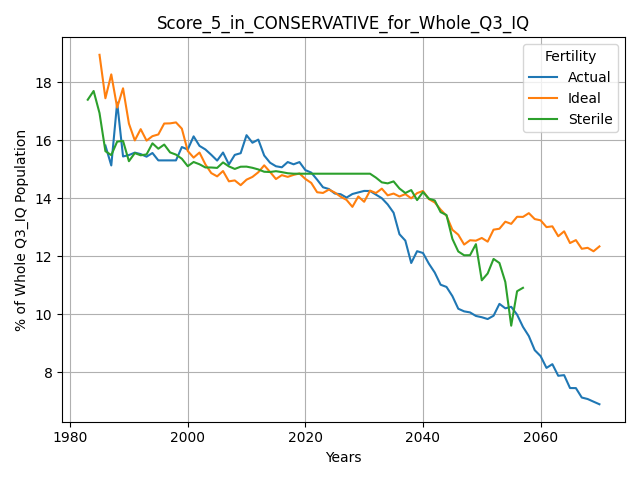 Score_5_in_CONSERVATIVE_for_Whole_Q3_IQ
Fertility
Actual
Ideal
Sterile
% of Whole Q3_IQ Population
18
16
14
12
10
8
1980
2000
2020
2040
2060
Years